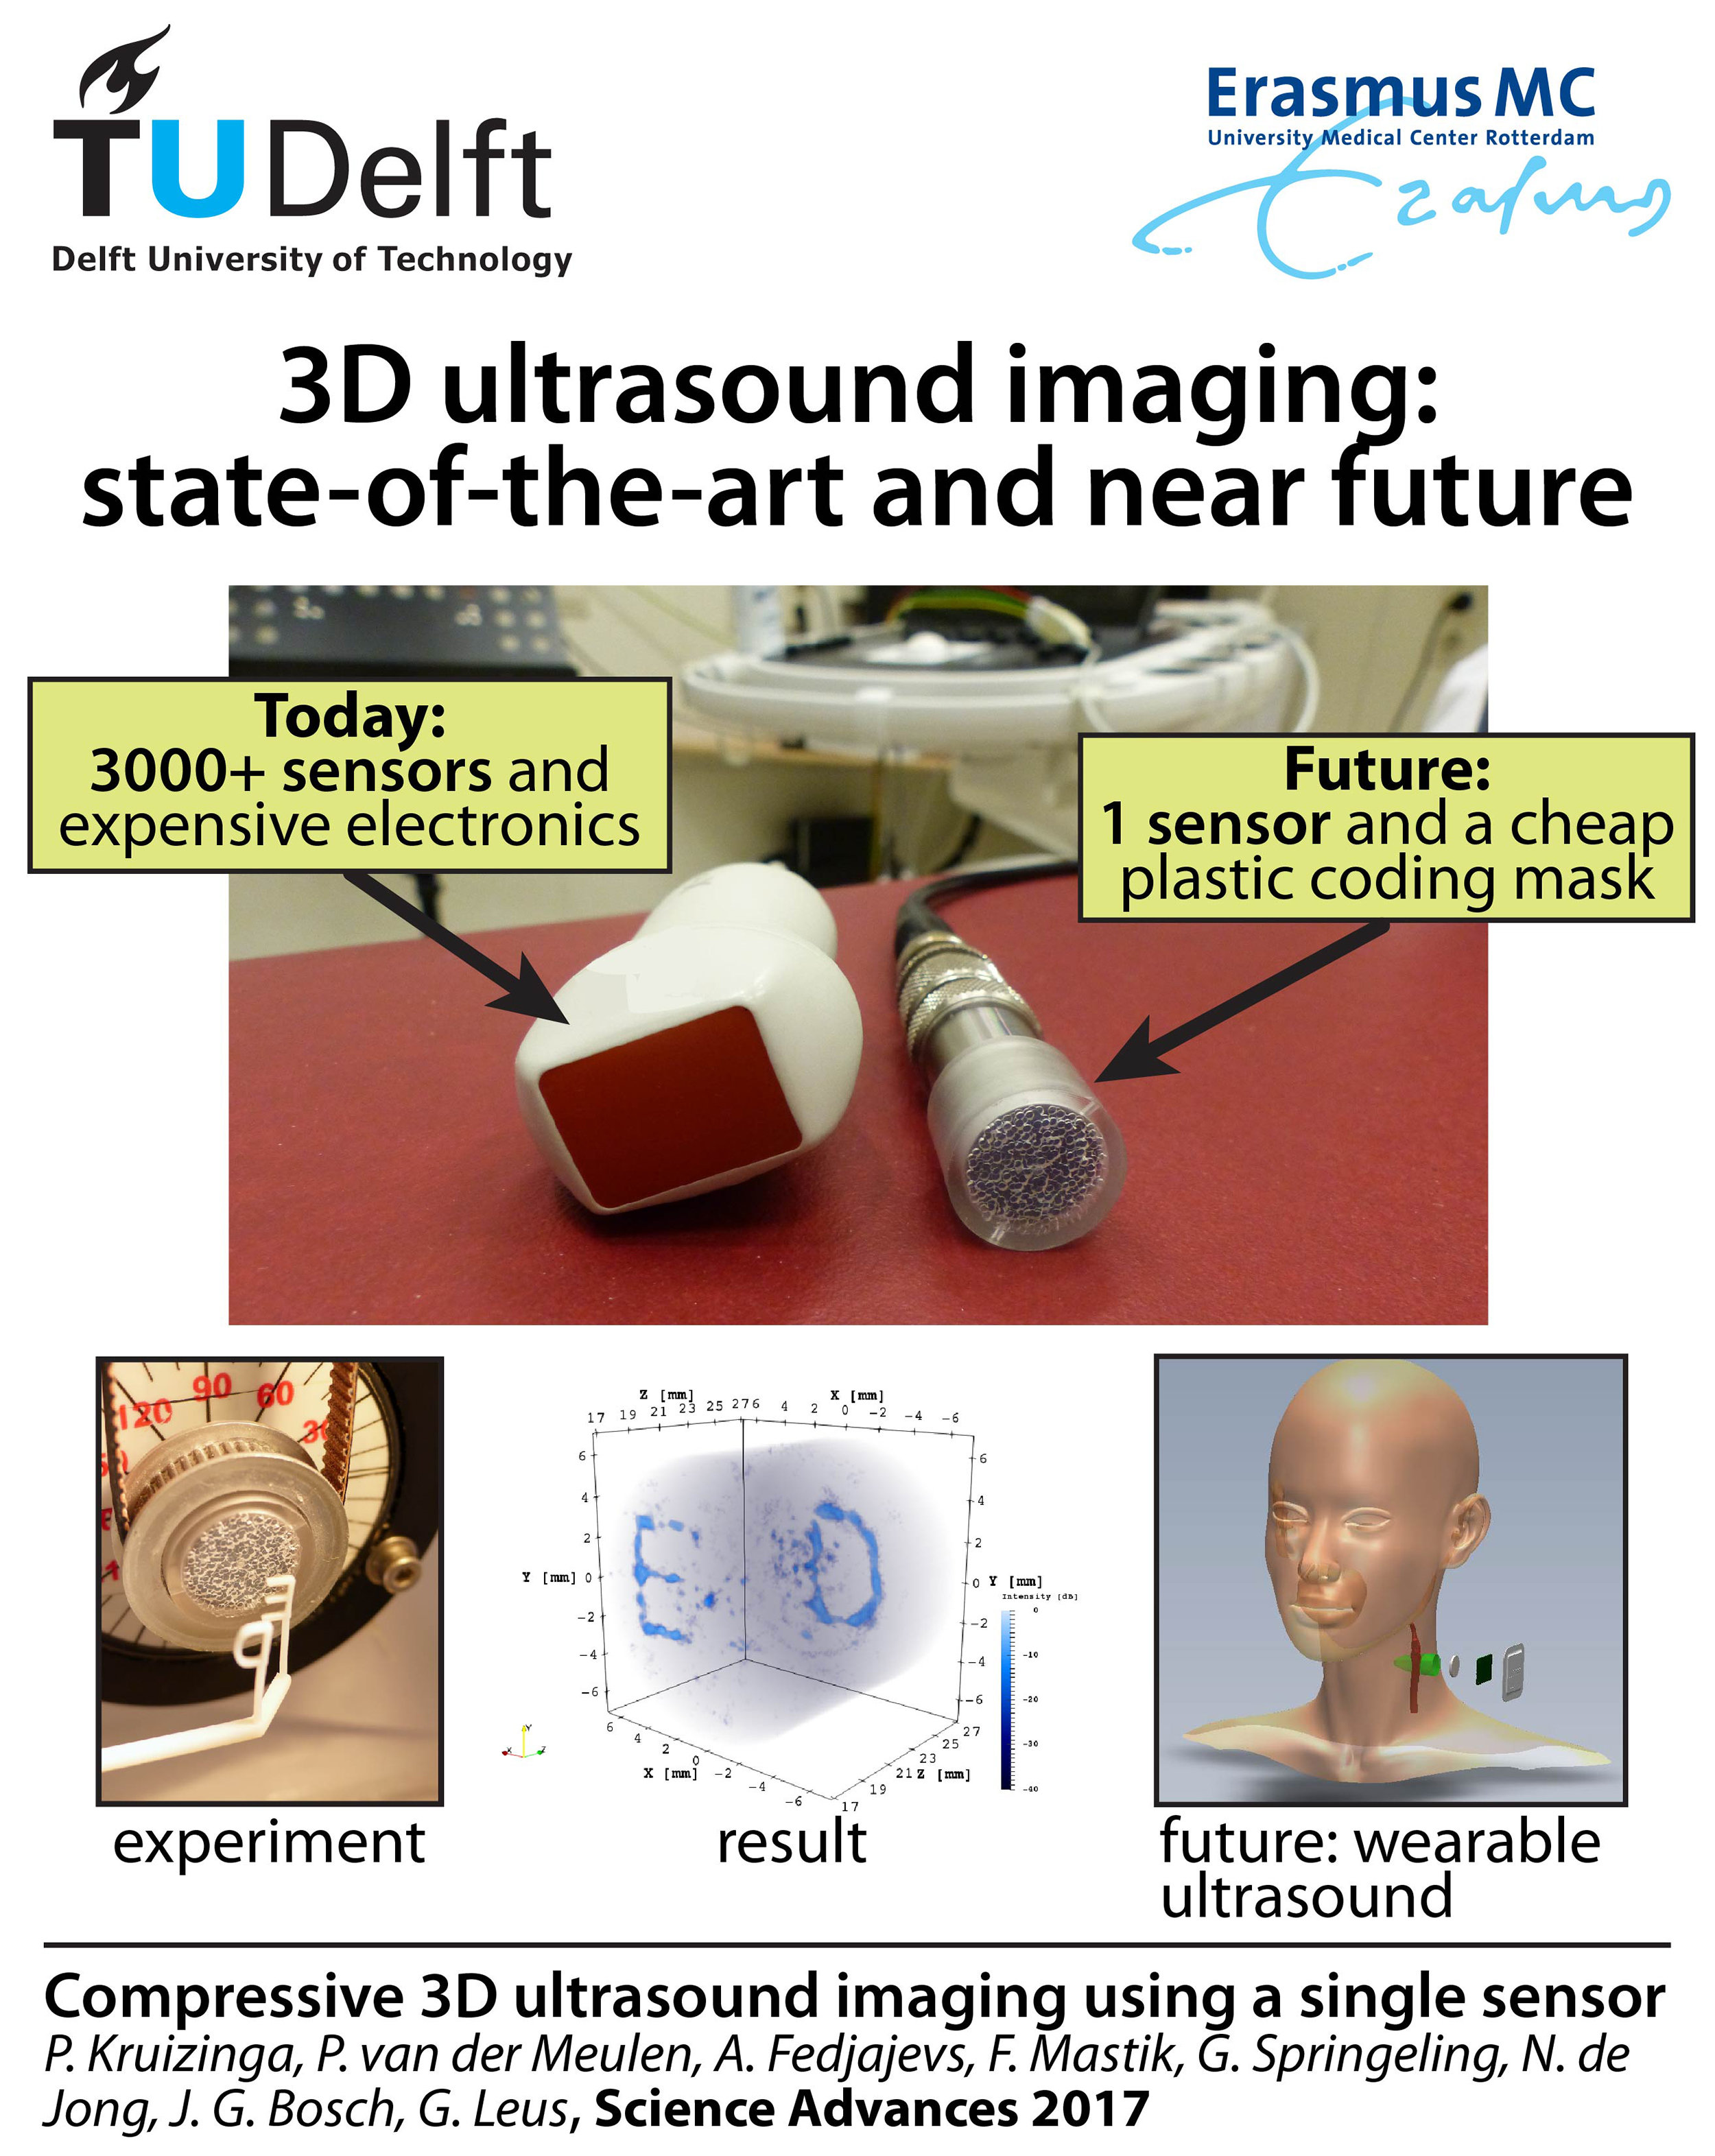 TUDelft
Delft University of Technology
Erasmus MC
University Medical Center Rotterdam
Erasmus
3D ultrasound imaging:
state-of-the-art and near future
Today:
3000+ sensors and
expensive electronics
Future:
1 sensor and a cheap
plastic coding mask
120 90 60 30
Z [mm] X [mm]
17 19 21 23 25 27 6 4 2 0 -2 -4 -6
6
4
2
Y [mm] 0
-2
-4
-6
6
4
2
0 Y [mm]
-2
-4
-6
Intensity [dB]
0
-10
-20
-30
-40
6 4 2 0 -2 -4 -6
X [mm]
17 19 21 23 25 27
Z [mm]
E D
Y
X Z
experiment
result
future: wearable
ultrasound
Compressive 3D ultrasound imaging using a single sensor
P. Kruizinga, P. van der Meulen, A. Fedjajevs, F. Mastik, G. Springeling, N. de
Jong, J. G. Bosch, G. Leus, Science Advances 2017